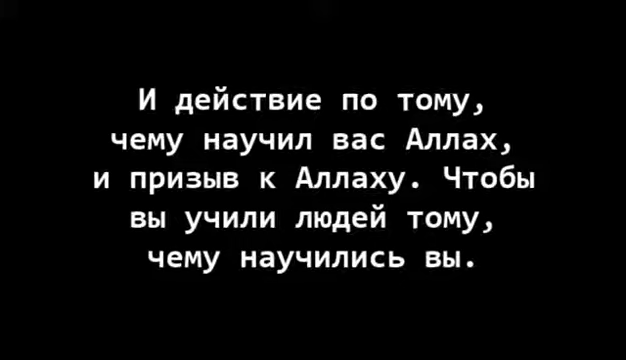 И действие по тому,
чему научил вас Аллах,
и призыв к Аллаху. Чтобы
вы учили людей тому,
чему научились вы.